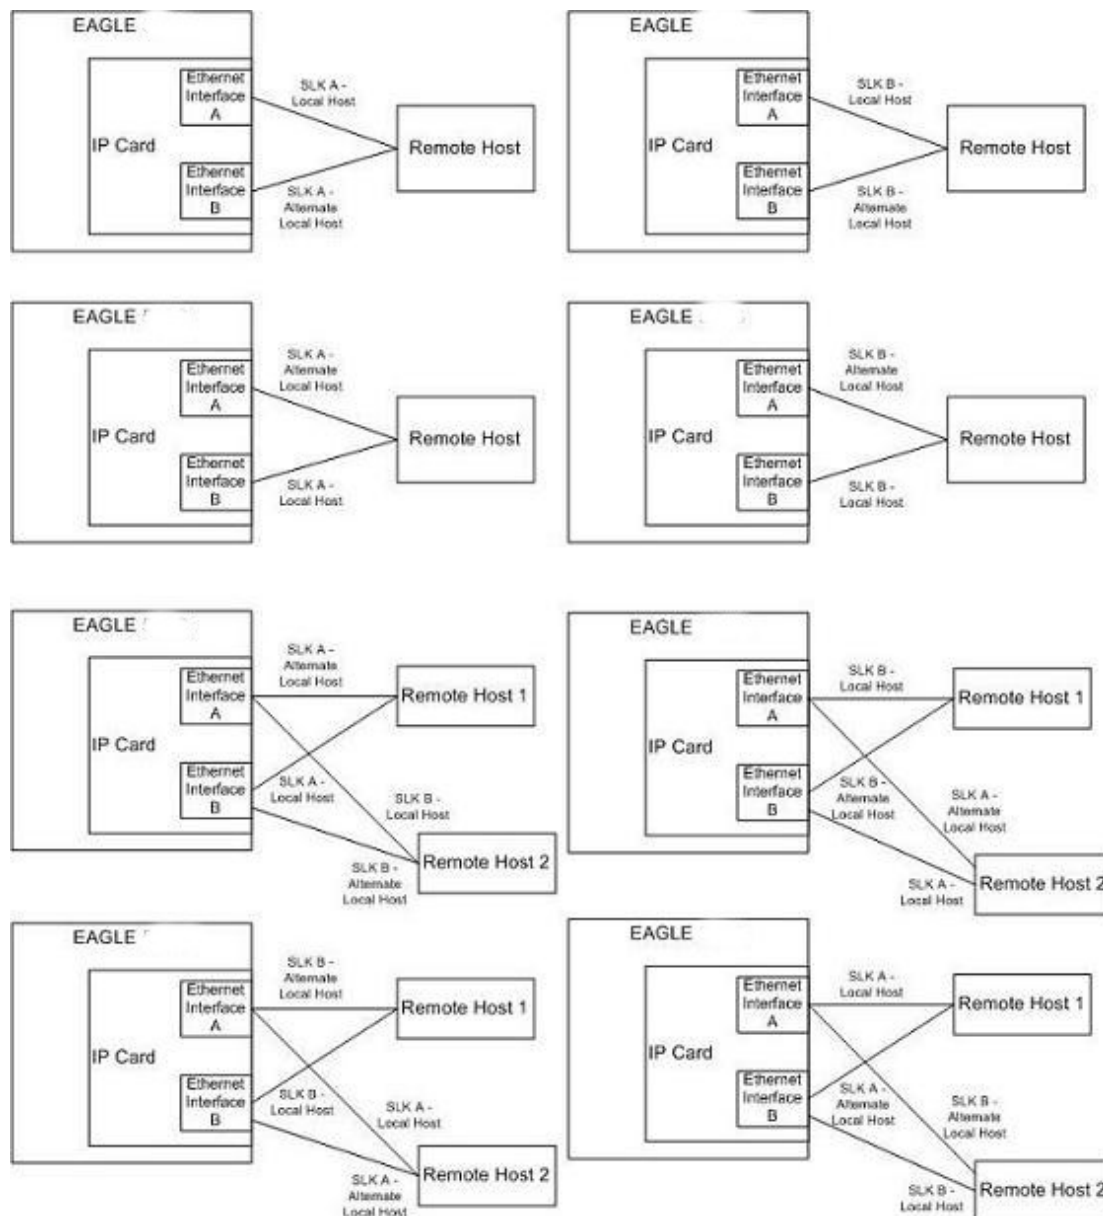 EAGLE
Ethernet
Interface
A
IP Card
Ethernet
Interface
B
SLK A -
Local Host
SLK A -
Alternate
Local Host
Remote Host
EAGLE
Ethernet
Interface
A
IP Card
Ethernet
Interface
B
SLK B -
Local Host
SLK B -
Alternate
Local Host
Remote Host
EAGLE
Ethernet
Interface
A
IP Card
Ethernet
Interface
B
SLK A -
Alternate
Local Host
SLK A -
Local Host
Remote Host
EAGLE
Ethernet
Interface
A
IP Card
Ethernet
Interface
B
SLK B -
Alternate
Local Host
SLK B -
Local Host
Remote Host
EAGLE
Ethernet
Interface
A
IP Card
Ethernet
Interface
B
SLK A -
Alternate
Local Host
Remote Host 1
SLK A -
Local Host
SLK B -
Local Host
SLK B -
Alternate
Local Host
Remote Host 2
EAGLE
Ethernet
Interface
A
IP Card
Ethernet
Interface
B
SLK B -
Local Host
Remote Host 1
SLK B -
Alternate
Local Host
SLK A -
Alternate
Local Host
SLK A -
Local Host
Remote Host 2
EAGLE
Ethernet
Interface
A
IP Card
Ethernet
Interface
B
SLK B -
Alternate
Local Host
Remote Host 1
SLK B -
Local Host
SLK A -
Local Host
SLK A -
Alternate
Local Host
Remote Host 2
EAGLE
Ethernet
Interface
A
IP Card
Ethernet
Interface
B
SLK A -
Local Host
Remote Host 1
SLK A -
Alternate
Local Host
SLK B -
Alternate
Local Host
SLK B -
Local Host
Remote Host 2